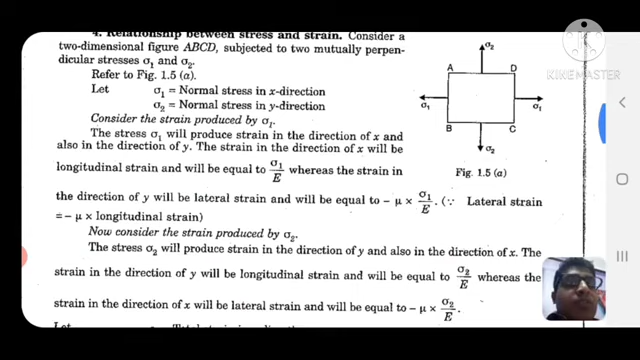 4. Relationship between stress and strain. Consider a
two-dimensional figure ABCD, subjected to two mutually perpen-
dicular stresses σ₁ and σ₂.
Refer to Fig. 1.5 (a).
Let σ₁ = Normal stress in x-direction
σ₂ = Normal stress in y-direction
Consider the strain produced by σ₁.
The stress σ₁ will produce strain in the direction of x and
also in the direction of y. The strain in the direction of x will be
longitudinal strain and will be equal to σ₁/E whereas the strain in
the direction of y will be lateral strain and will be equal to – μ × σ₁/E. (∵ Lateral strain
= – μ × longitudinal strain)
Now consider the strain produced by σ₂.
The stress σ₂ will produce strain in the direction of y and also in the direction of x. The
strain in the direction of y will be longitudinal strain and will be equal to σ₂/E whereas the
strain in the direction of x will be lateral strain and will be equal to – μ × σ₂/E.
Let
σ₂
A D
σ₁ σ₁
B C
σ₂
Fig. 1.5 (a)
KINEMASTER